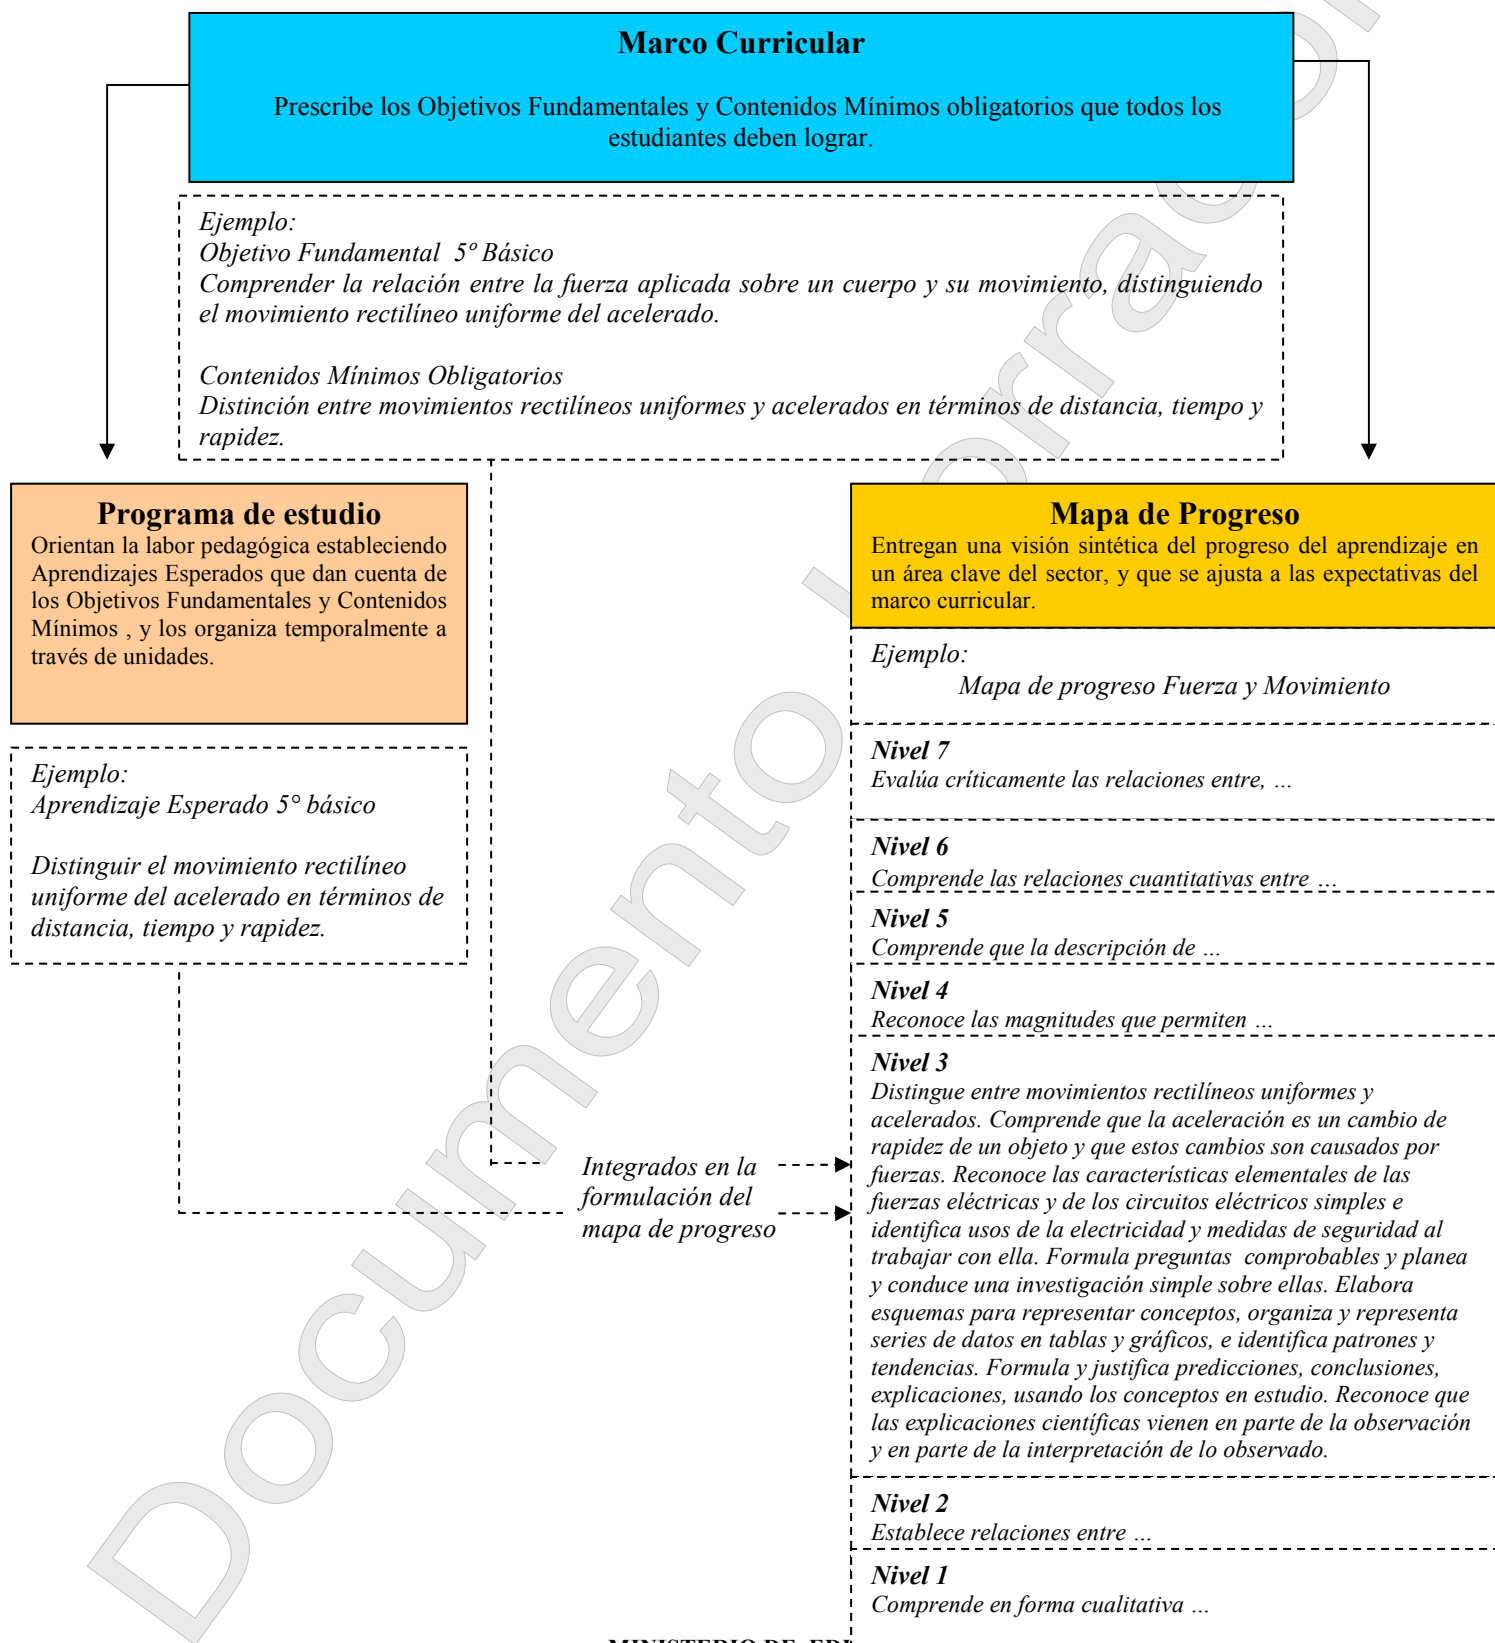 Marco Curricular
Prescribe los Objetivos Fundamentales y Contenidos Mínimos obligatorios que todos los
estudiantes deben lograr.
Ejemplo:
Objetivo Fundamental 5º Básico
Comprender la relación entre la fuerza aplicada sobre un cuerpo y su movimiento, distinguiendo
el movimiento rectilíneo uniforme del acelerado.
Contenidos Mínimos Obligatorios
Distinción entre movimientos rectilíneos uniformes y acelerados en términos de distancia, tiempo y
rapidez.
Programa de estudio
Orientan la labor pedagógica estableciendo
Aprendizajes Esperados que dan cuenta de
los Objetivos Fundamentales y Contenidos
Mínimos , y los organiza temporalmente a
través de unidades.
Ejemplo:
Aprendizaje Esperado 5° básico
Distinguir el movimiento rectilíneo
uniforme del acelerado en términos de
distancia, tiempo y rapidez.
Integrados en la
formulación del
mapa de progreso
Mapa de Progreso
Entregan una visión sintética del progreso del aprendizaje en
un área clave del sector, y que se ajusta a las expectativas del
marco curricular.
Ejemplo:
Mapa de progreso Fuerza y Movimiento
Nivel 7
Evalúa críticamente las relaciones entre, …
Nivel 6
Comprende las relaciones cuantitativas entre …
Nivel 5
Comprende que la descripción de …
Nivel 4
Reconoce las magnitudes que permiten …
Nivel 3
Distingue entre movimientos rectilíneos uniformes y
acelerados. Comprende que la aceleración es un cambio de
rapidez de un objeto y que estos cambios son causados por
fuerzas. Reconoce las características elementales de las
fuerzas eléctricas y de los circuitos eléctricos simples e
identifica usos de la electricidad y medidas de seguridad al
trabajar con ella. Formula preguntas comprobables y planea
y conduce una investigación simple sobre ellas. Elabora
esquemas para representar conceptos, organiza y representa
series de datos en tablas y gráficos, e identifica patrones y
tendencias. Formula y justifica predicciones, conclusiones,
explicaciones, usando los conceptos en estudio. Reconoce que
las explicaciones científicas vienen en parte de la observación
y en parte de la interpretación de lo observado.
Nivel 2
Establece relaciones entre …
Nivel 1
Comprende en forma cualitativa …
MINISTERIO DE
Documento